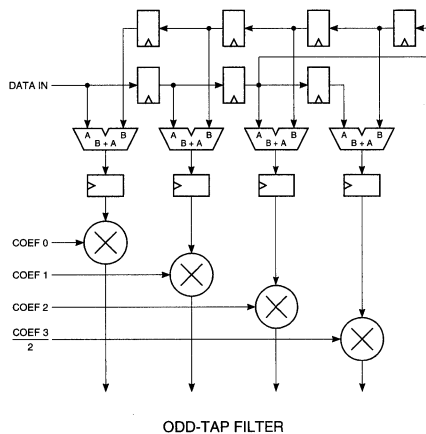 DATA IN
A B
B + A
A B
B + A
A B
B + A
A B
B + A
COEF 0
COEF 1
COEF 2
COEF 3
2
ODD-TAP FILTER